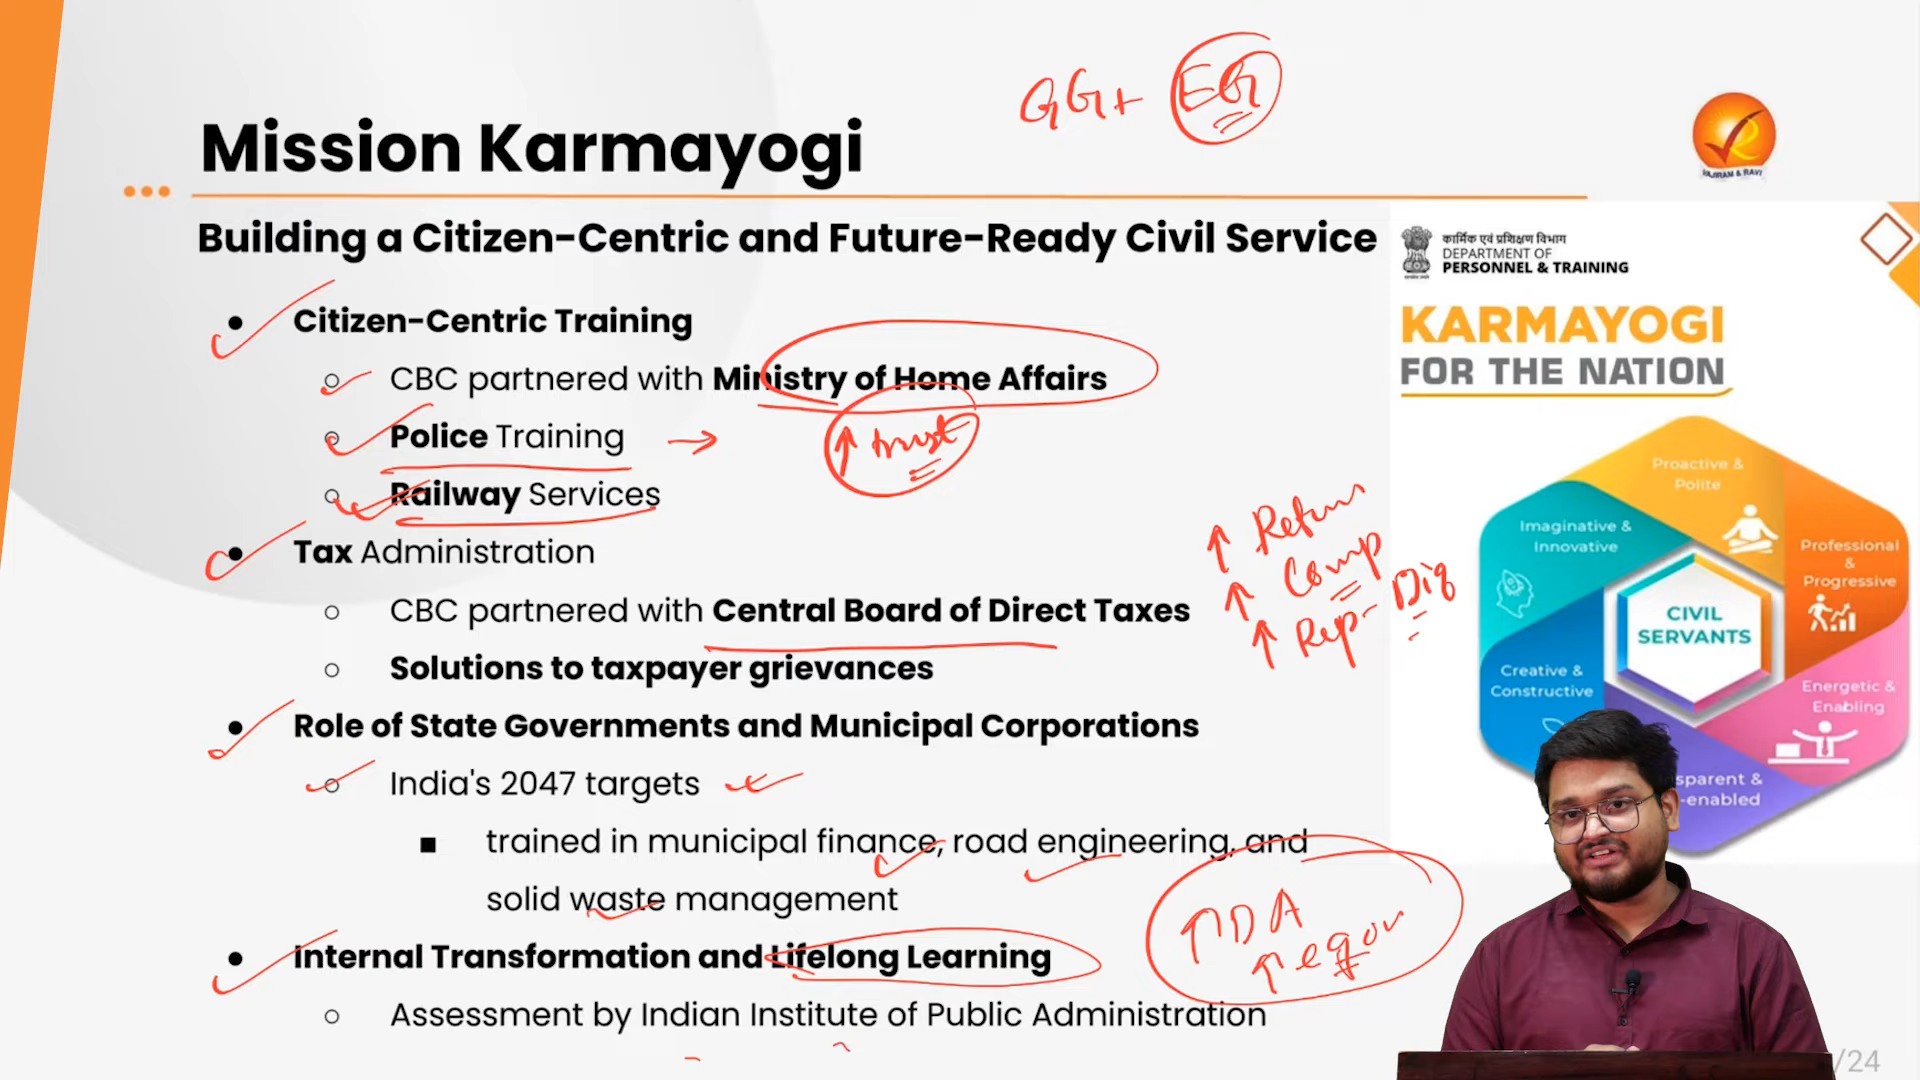 GG+ EG
Mission Karmayogi
VAJIRAM & RAVI
Building a Citizen-Centric and Future-Ready Civil Service
● Citizen-Centric Training
○ CBC partnered with Ministry of Home Affairs
○ Police Training → ↑ trust
○ Railway Services
● Tax Administration
○ CBC partnered with Central Board of Direct Taxes
○ Solutions to taxpayer grievances
↑ Return
↑ Comp
↑ Rep- Dig
● Role of State Governments and Municipal Corporations
○ India's 2047 targets
■ trained in municipal finance, road engineering, and
solid waste management
● Internal Transformation and Lifelong Learning
○ Assessment by Indian Institute of Public Administration
↑DA
↑egov
कार्मिक एवं प्रशिक्षण विभाग
DEPARTMENT OF
PERSONNEL & TRAINING
KARMAYOGI
FOR THE NATION
Proactive &
Polite
Imaginative &
Innovative
Professional
&
Progressive
CIVIL
SERVANTS
Creative &
Constructive
Energetic &
Enabling
sparent &
-enabled
/24